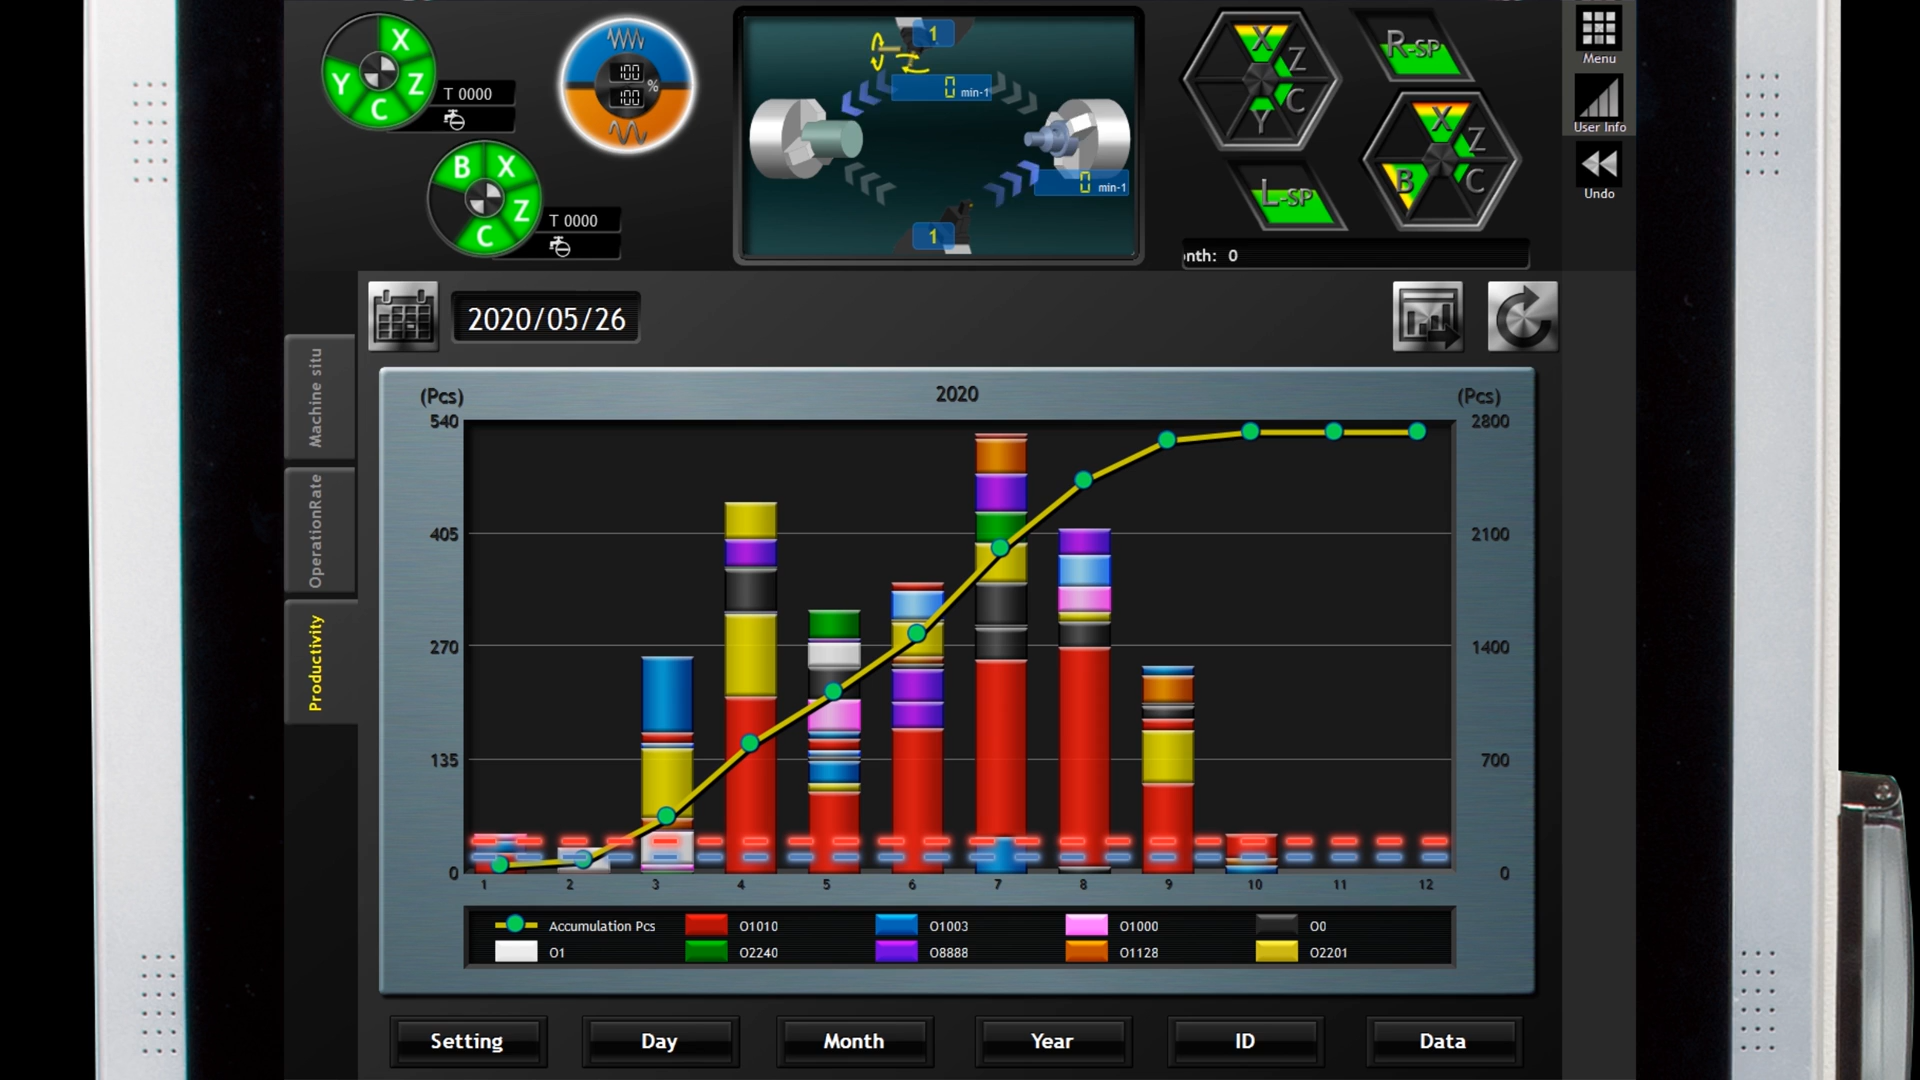 X
Y
Z
C
T 0000
B
X
Z
C
T 0000
100
100
%
1
0 min-1
0 min-1
1
X
Z
C
Y
R-SP
L-SP
X
Z
B
C
nth: 0
Menu
User Info
Undo
2020/05/26
Machine situ
OperationRate
Productivity
(Pcs)
2020
(Pcs)
540
2800
405
2100
270
1400
135
700
0
0
1 2 3 4 5 6 7 8 9 10 11 12
Accumulation Pcs O1010 O1003 O1000 O0
O1 O2240 O8888 O1128 O2201
Setting Day Month Year ID Data